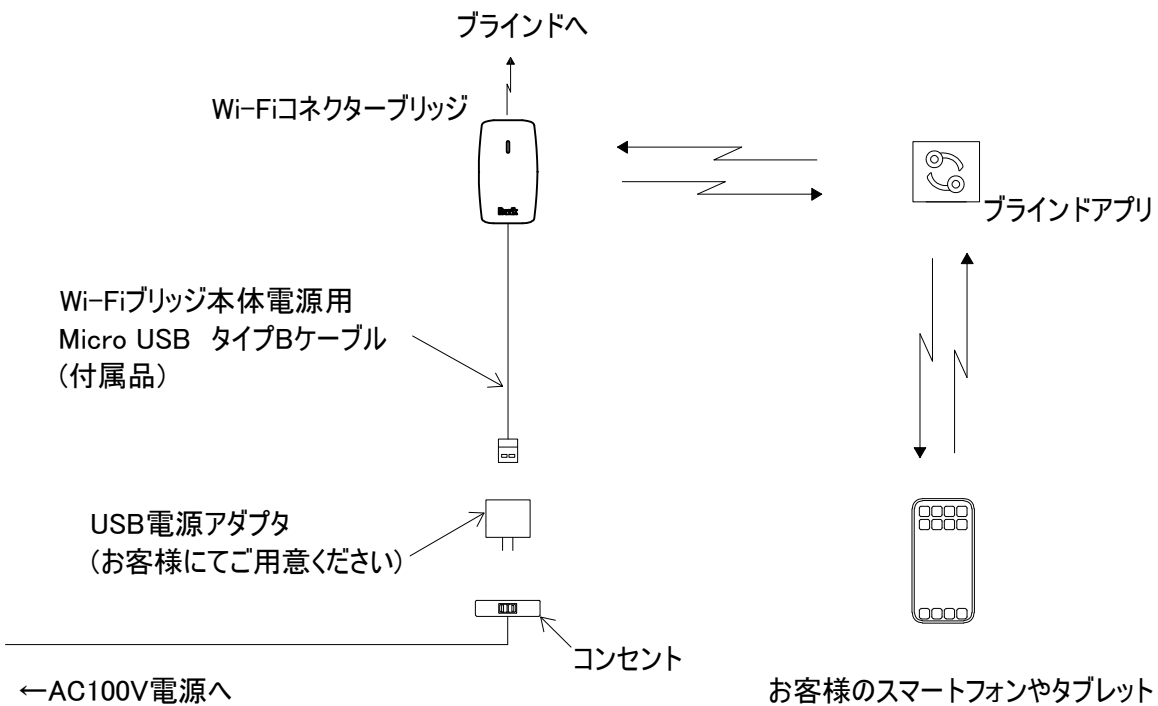 ブラインドへ
Wi-Fiコネクターブリッジ
ブラインドアプリ
Wi-Fiブリッジ本体電源用
Micro USB　タイプBケーブル
(付属品)
USB電源アダプタ
(お客様にてご用意ください)
コンセント
←AC100V電源へ
お客様のスマートフォンやタブレット